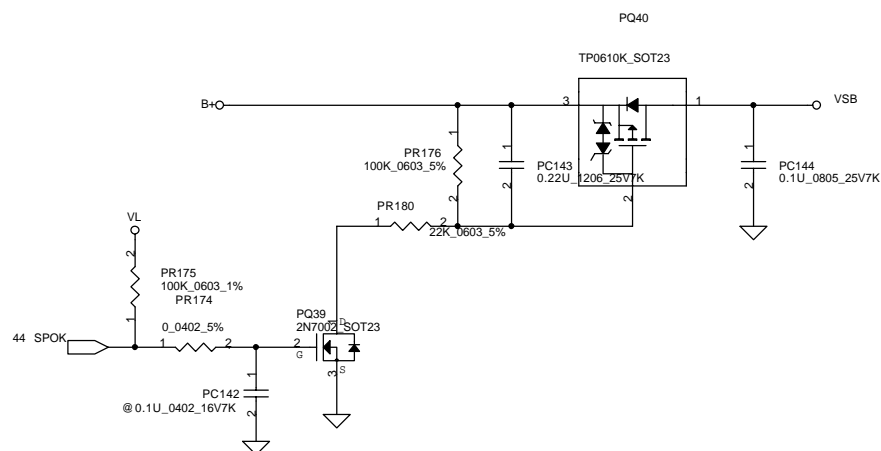 PQ40
TP0610K_SOT23
B+
3
1
VSB
1
PR176
100K_0603_5%
2
1
2
PC143
0.22U_1206_25V7K
2
1
2
PC144
0.1U_0805_25V7K
PR180
1
2
22K_0603_5%
VL
2
PR175
100K_0603_1%
1
PR174
0_0402_5%
44 SPOK
1
2
PQ39
2N7002_SOT23
1
D
2
G
S
3
1
PC142
@0.1U_0402_16V7K
2